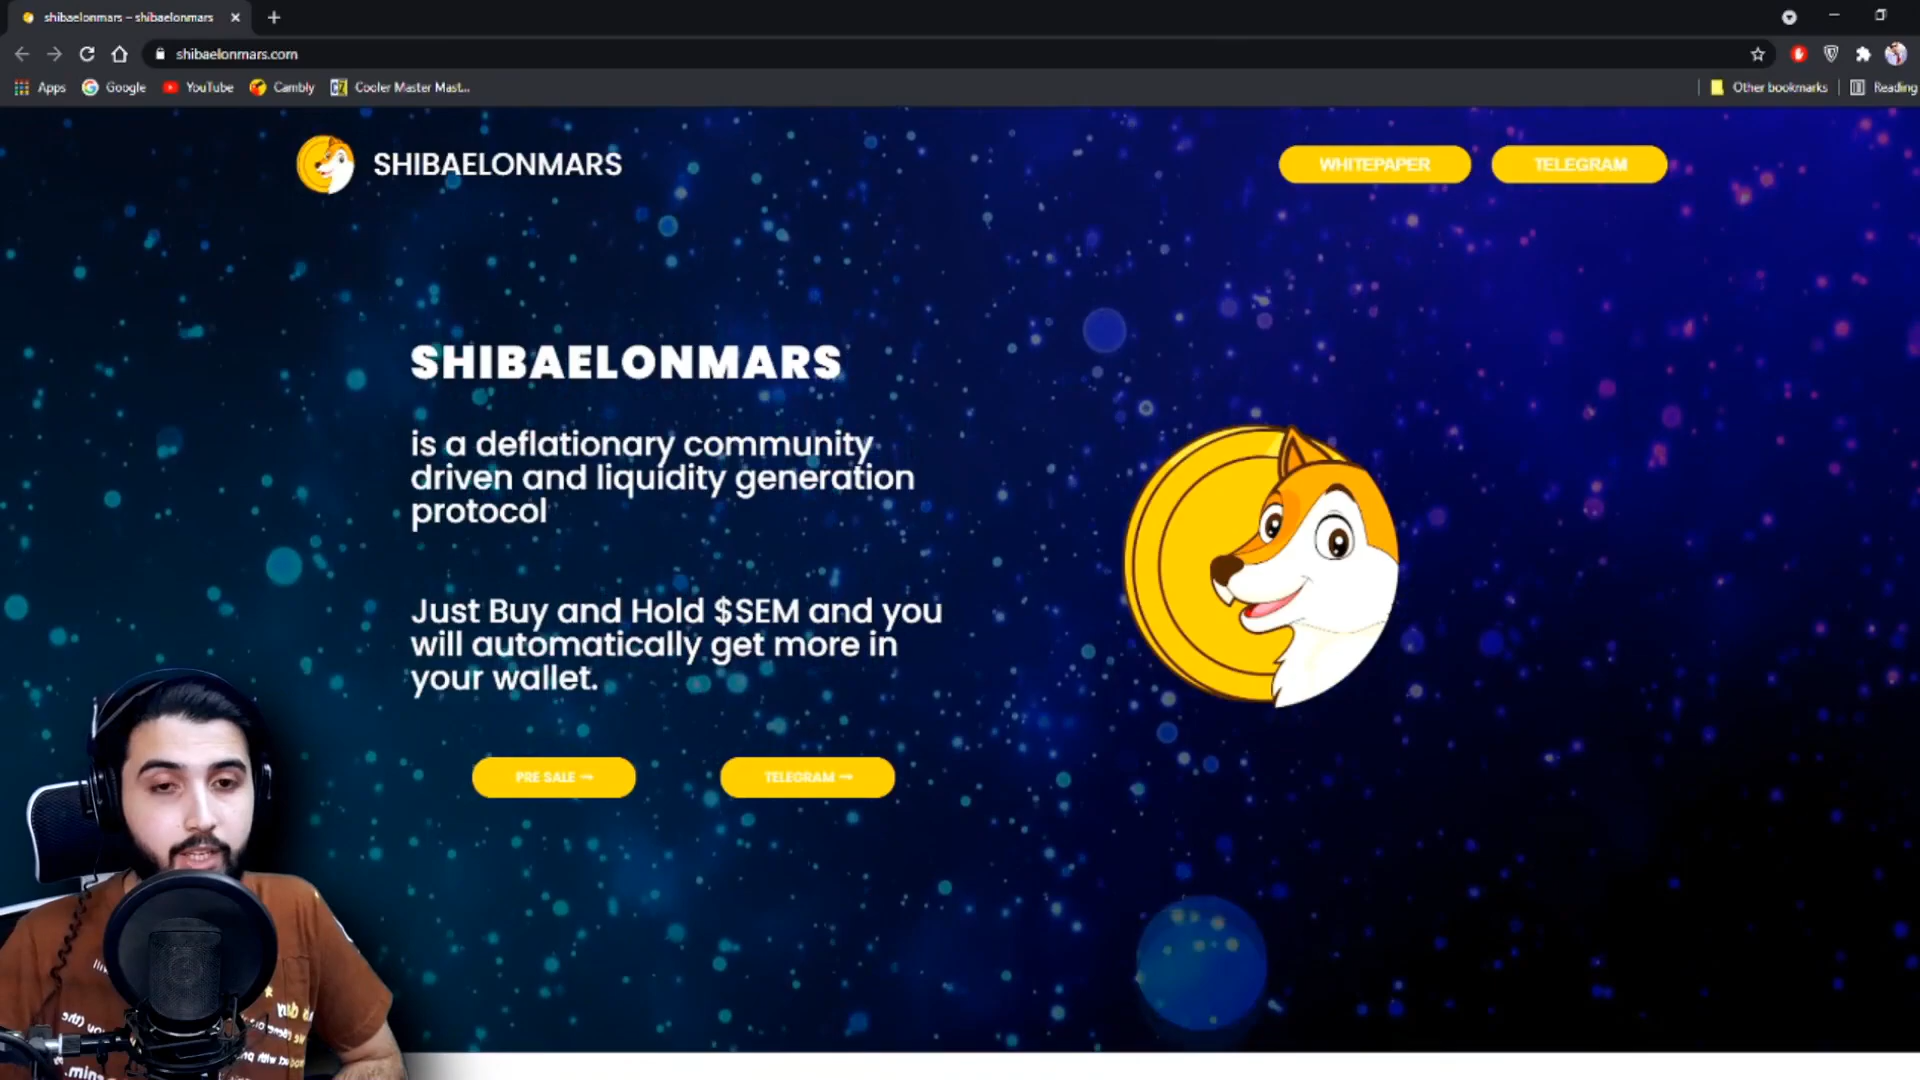 shibaelonmars – shibaelonmars
shibaelonmars.com
Apps
Google
YouTube
Cambly
Cooler Master Mast...
Other bookmarks
Reading
SHIBAELONMARS
WHITEPAPER
TELEGRAM
SHIBAELONMARS
is a deflationary community
driven and liquidity generation
protocol
Just Buy and Hold $SEM and you
will automatically get more in
your wallet.
PRE SALE →
TELEGRAM →